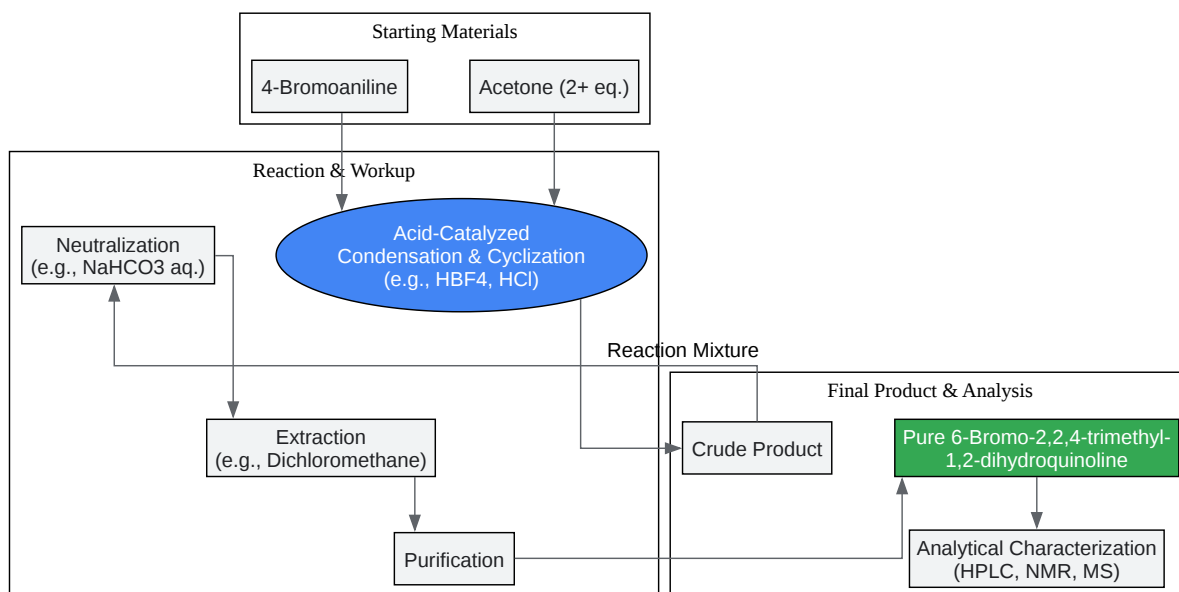 Starting Materials
4-Bromoaniline
Acetone (2+ eq.)
Reaction & Workup
Acid-Catalyzed
Condensation & Cyclization
(e.g., HBF4, HCl)
Neutralization
(e.g., NaHCO3 aq.)
Reaction Mixture
Extraction
(e.g., Dichloromethane)
Purification
Final Product & Analysis
Crude Product
Pure 6-Bromo-2,2,4-trimethyl-
1,2-dihydroquinoline
Analytical Characterization
(HPLC, NMR, MS)